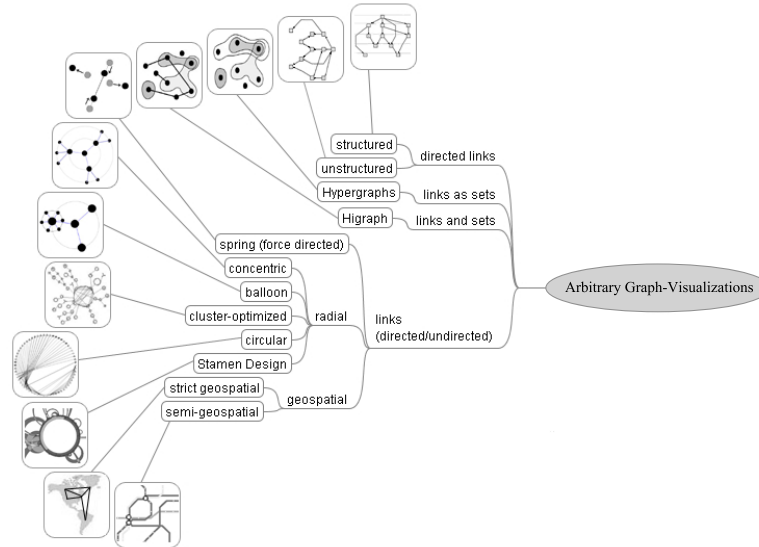 structured
directed links
unstructured
Hypergraphs
links as sets
Higraph
links and sets
spring (force directed)
concentric
balloon
cluster-optimized
radial
circular
Stamen Design
links
(directed/undirected)
strict geospatial
semi-geospatial
geospatial
Arbitrary Graph-Visualizations